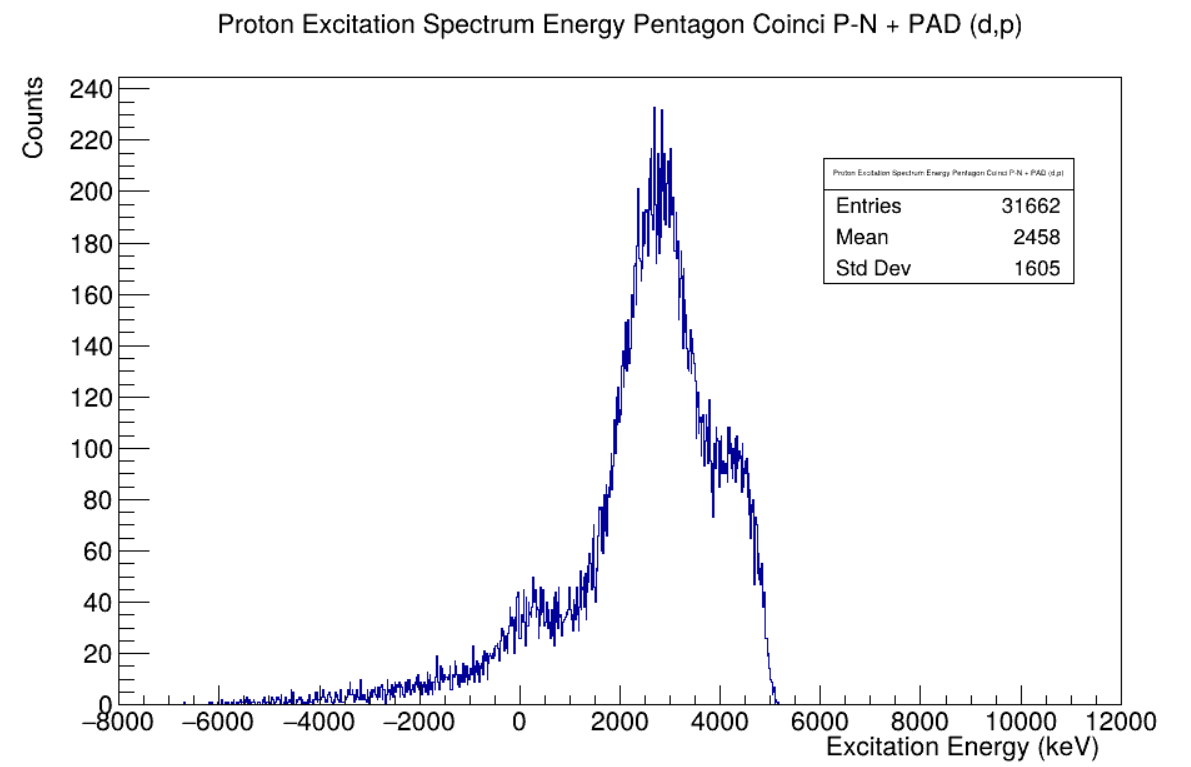 Proton Excitation Spectrum Energy Pentagon Coinci P-N + PAD (d,p)
Counts
240
220
200
180
160
140
120
100
80
60
40
20
0
Proton Excitation Spectrum Energy Pentagon Coinci P-N + PAD (d,p)
Entries 31662
Mean 2458
Std Dev 1605
−8000 −6000 −4000 −2000 0 2000 4000 6000 8000 10000 12000
Excitation Energy (keV)